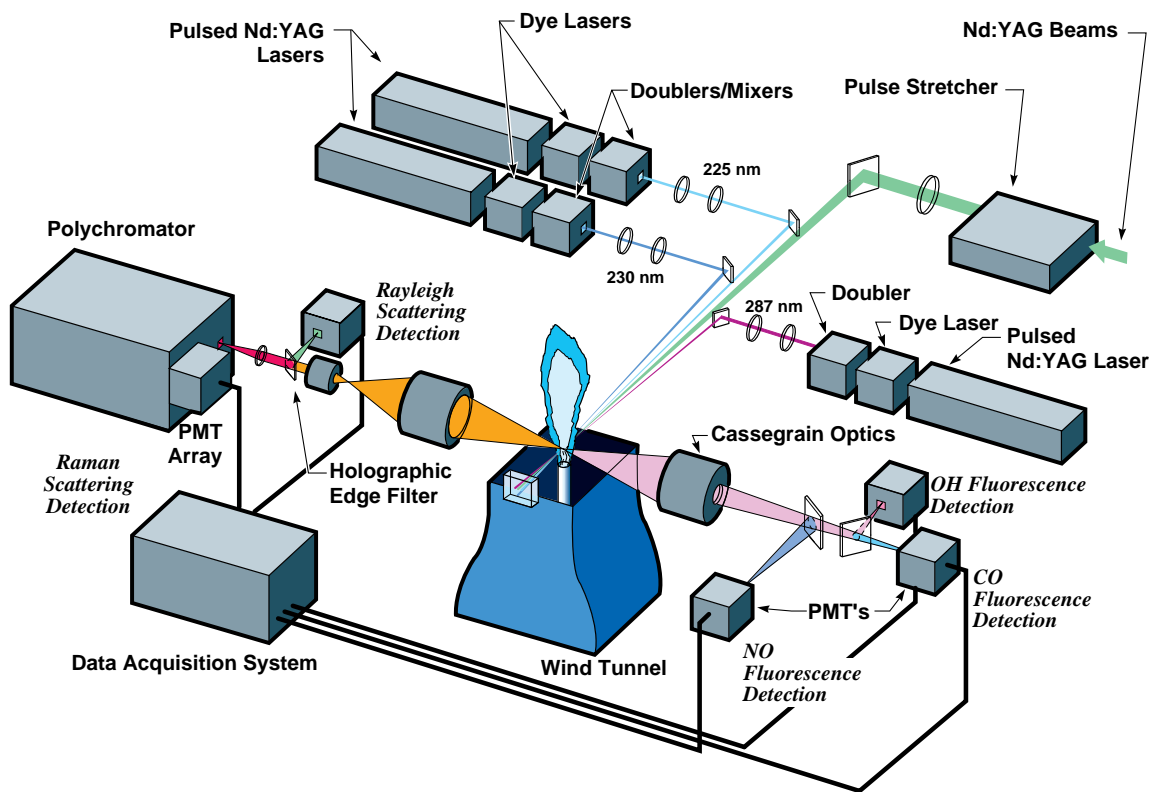 Dye Lasers
Nd:YAG Beams
Pulsed Nd:YAG
Lasers
Doublers/Mixers
Pulse Stretcher
225 nm
Polychromator
230 nm
Rayleigh
Scattering
Detection
287 nm
Doubler
Dye Laser
Pulsed
Nd:YAG Laser
PMT
Array
Cassegrain Optics
Raman
Scattering
Detection
Holographic
Edge Filter
OH Fluorescence
Detection
CO
Fluorescence
Detection
PMT's
Data Acquisition System
Wind Tunnel
NO
Fluorescence
Detection